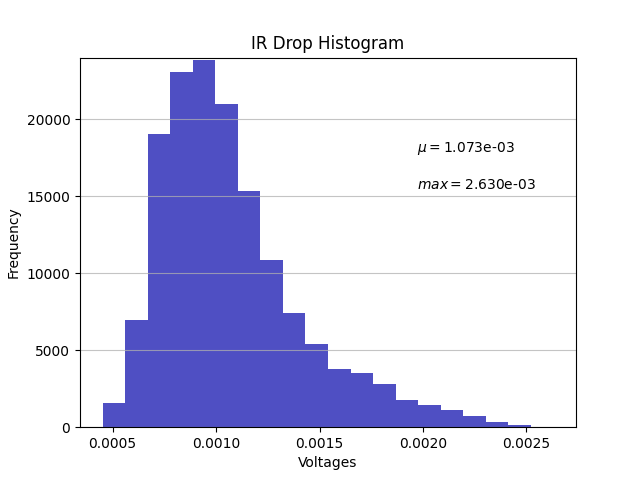 IR Drop Histogram
20000
15000
10000
5000
0
Frequency
μ = 1.073e-03
max = 2.630e-03
0.0005 0.0010 0.0015 0.0020 0.0025
Voltages